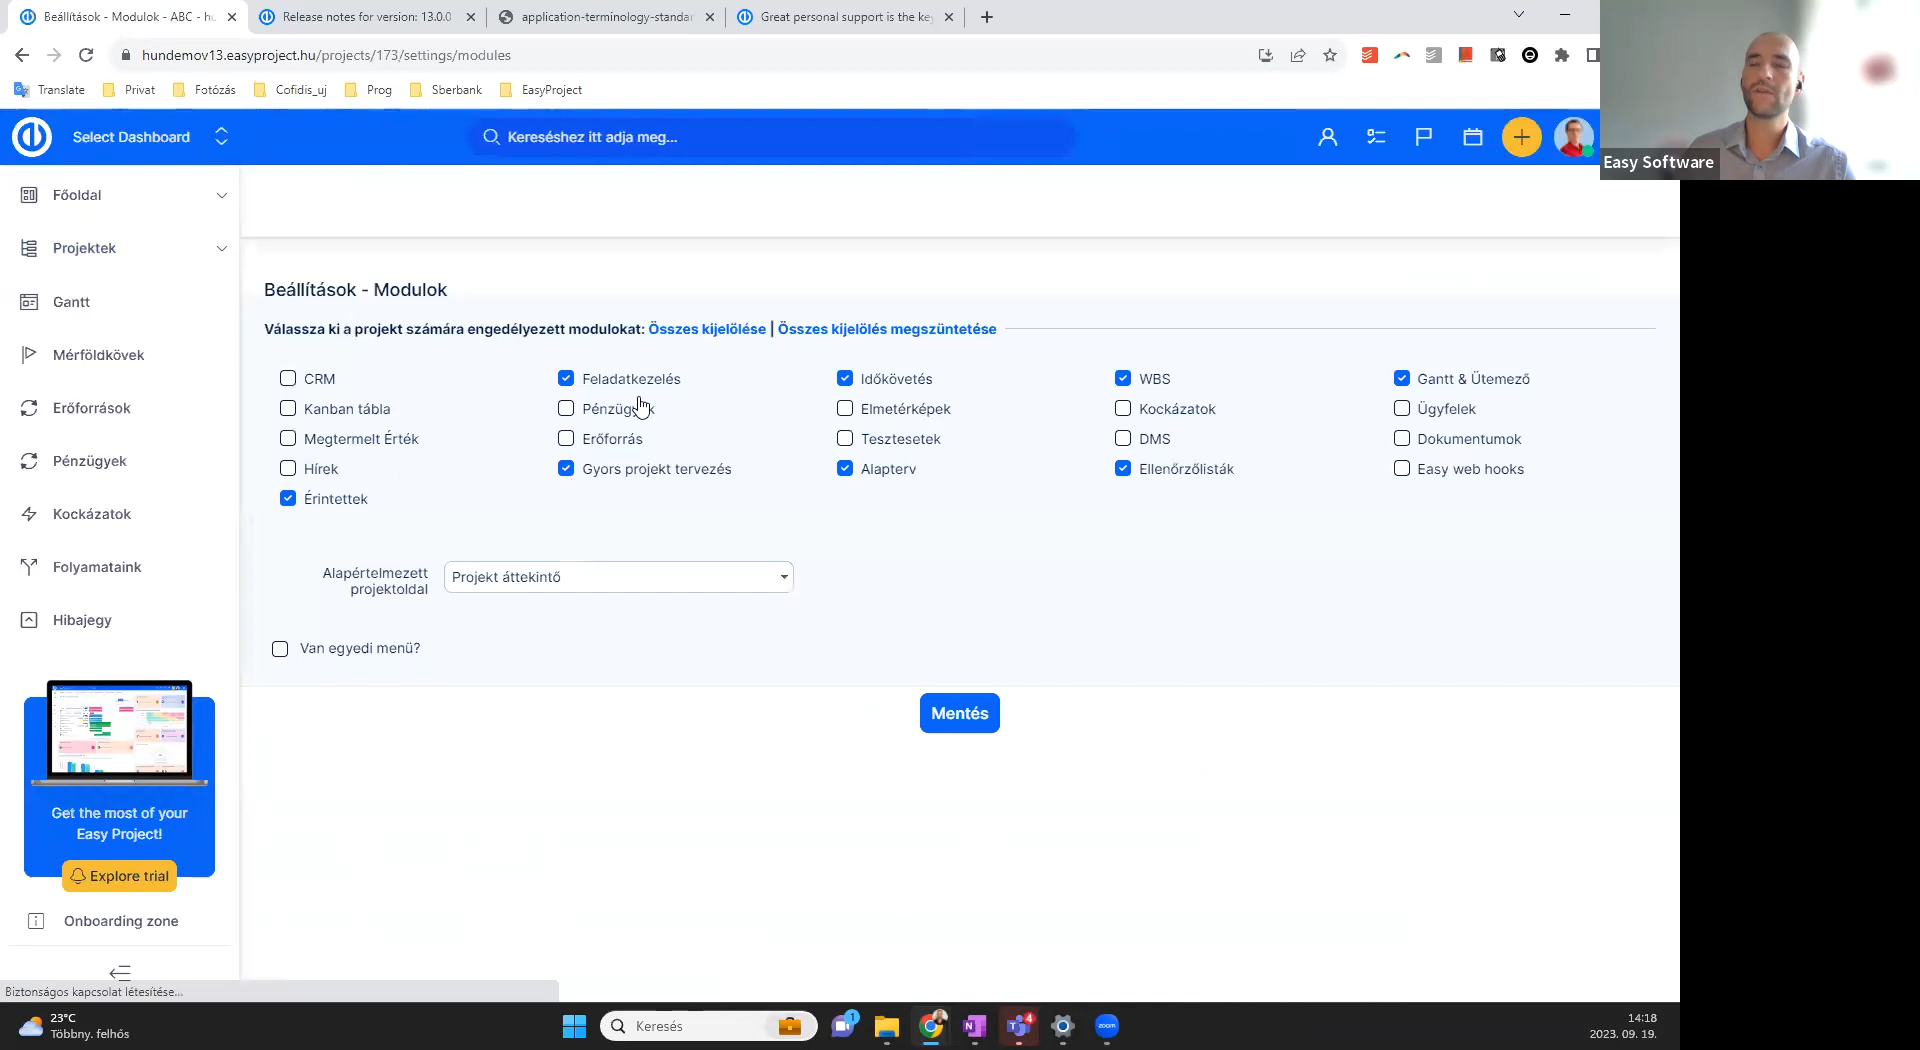 Beállítások - Modulok - ABC - hu
Release notes for version: 13.0.0
application-terminology-standar
Great personal support is the key
hundemov13.easyproject.hu/projects/173/settings/modules
Translate
Privat
Fotózás
Cofidis_uj
Prog
Sberbank
EasyProject
Select Dashboard
Kereséshez itt adja meg...
Easy Software
Főoldal
Projektek
Gantt
Mérföldkövek
Erőforrások
Pénzügyek
Kockázatok
Folyamataink
Hibajegy
Get the most of your
Easy Project!
Explore trial
Onboarding zone
Beállítások - Modulok
Válassza ki a projekt számára engedélyezett modulokat: Összes kijelölése | Összes kijelölés megszüntetése
CRM
Feladatkezelés
Időkövetés
WBS
Gantt & Ütemező
Kanban tábla
Pénzügyek
Elmetérképek
Kockázatok
Ügyfelek
Megtermelt Érték
Erőforrás
Tesztesetek
DMS
Dokumentumok
Hírek
Gyors projekt tervezés
Alapterv
Ellenőrzőlisták
Easy web hooks
Érintettek
Alapértelmezett
projektoldal
Projekt áttekintő
Van egyedi menü?
Mentés
Biztonságos kapcsolat létesítése...
23°C
Többny. felhős
Keresés
1
4
zoom
14:18
2023. 09. 19.